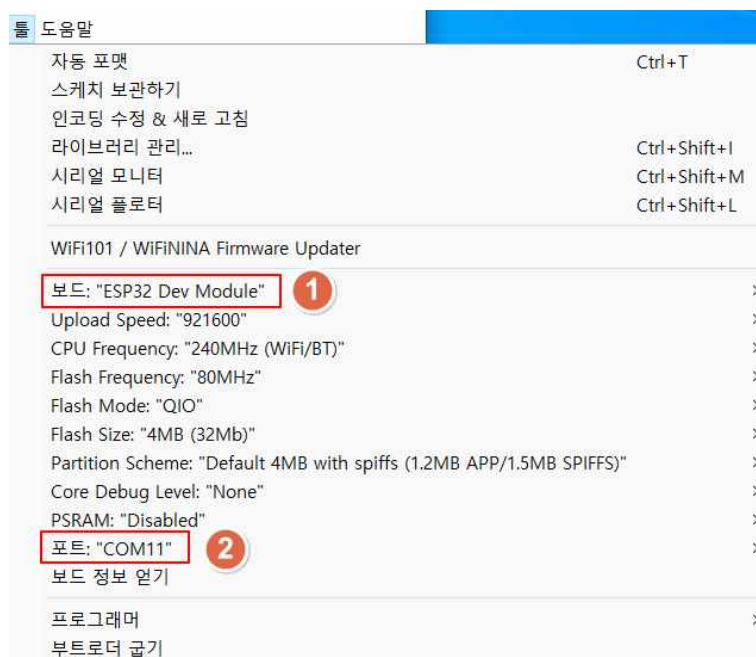 툴 도움말
자동 포맷 Ctrl+T
스케치 보관하기
인코딩 수정 & 새로 고침
라이브러리 관리... Ctrl+Shift+I
시리얼 모니터 Ctrl+Shift+M
시리얼 플로터 Ctrl+Shift+L
WiFi101 / WiFiNINA Firmware Updater
보드: "ESP32 Dev Module" 1
Upload Speed: "921600"
CPU Frequency: "240MHz (WiFi/BT)"
Flash Frequency: "80MHz"
Flash Mode: "QIO"
Flash Size: "4MB (32Mb)"
Partition Scheme: "Default 4MB with spiffs (1.2MB APP/1.5MB SPIFFS)"
Core Debug Level: "None"
PSRAM: "Disabled"
포트: "COM11" 2
보드 정보 얻기
프로그래머
부트로더 굽기